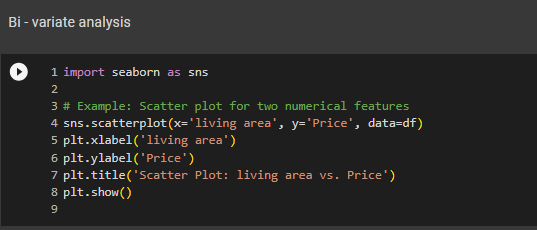 Bi - variate analysis
1 import seaborn as sns
2
3 # Example: Scatter plot for two numerical features
4 sns.scatterplot(x='living area', y='Price', data=df)
5 plt.xlabel('living area')
6 plt.ylabel('Price')
7 plt.title('Scatter Plot: living area vs. Price')
8 plt.show()
9